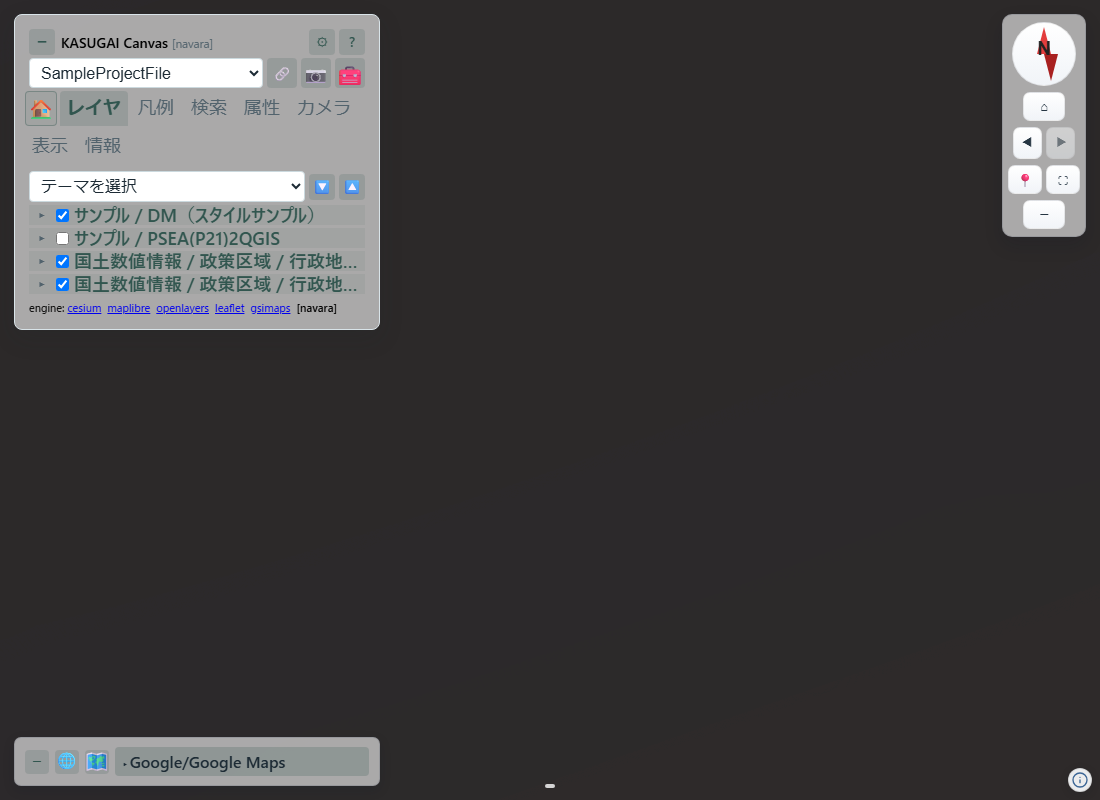 KASUGAI Canvas [navara]
?
SampleProjectFile
レイヤ 凡例 検索 属性 カメラ
表示 情報
テーマを選択
サンプル / DM（スタイルサンプル）
サンプル / PSEA(P21)2QGIS
国土数値情報 / 政策区域 / 行政地...
国土数値情報 / 政策区域 / 行政地...
engine: cesium maplibre openlayers leaflet gsimaps [navara]
N
Google/Google Maps